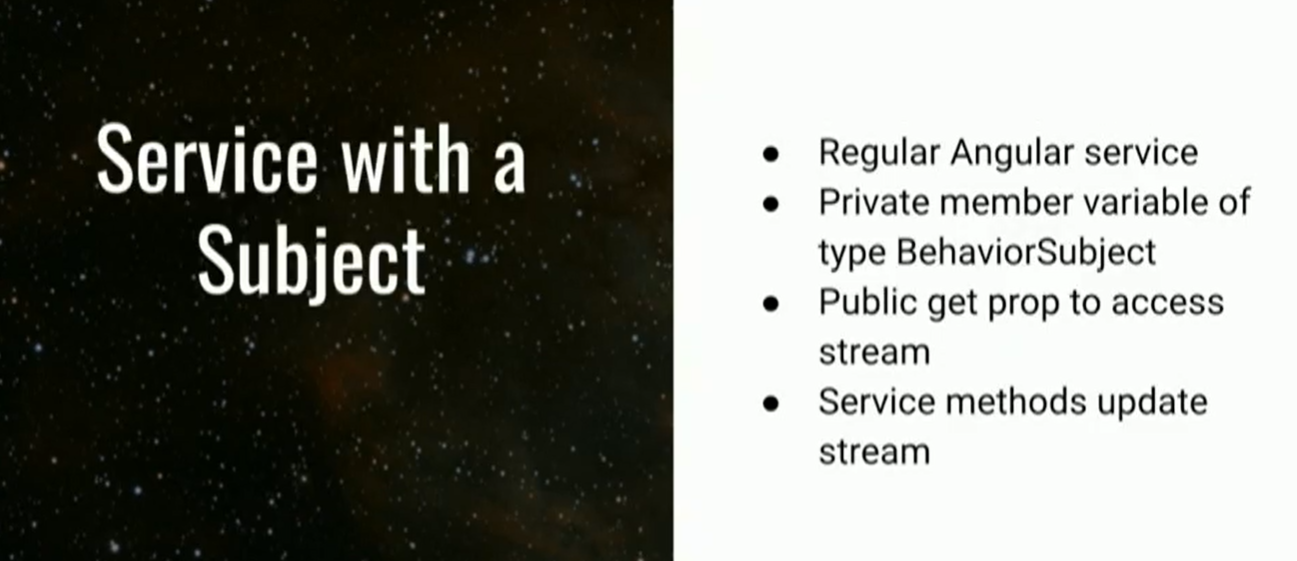 Service with a
Subject
● Regular Angular service
● Private member variable of
type BehaviorSubject
● Public get prop to access
stream
● Service methods update
stream